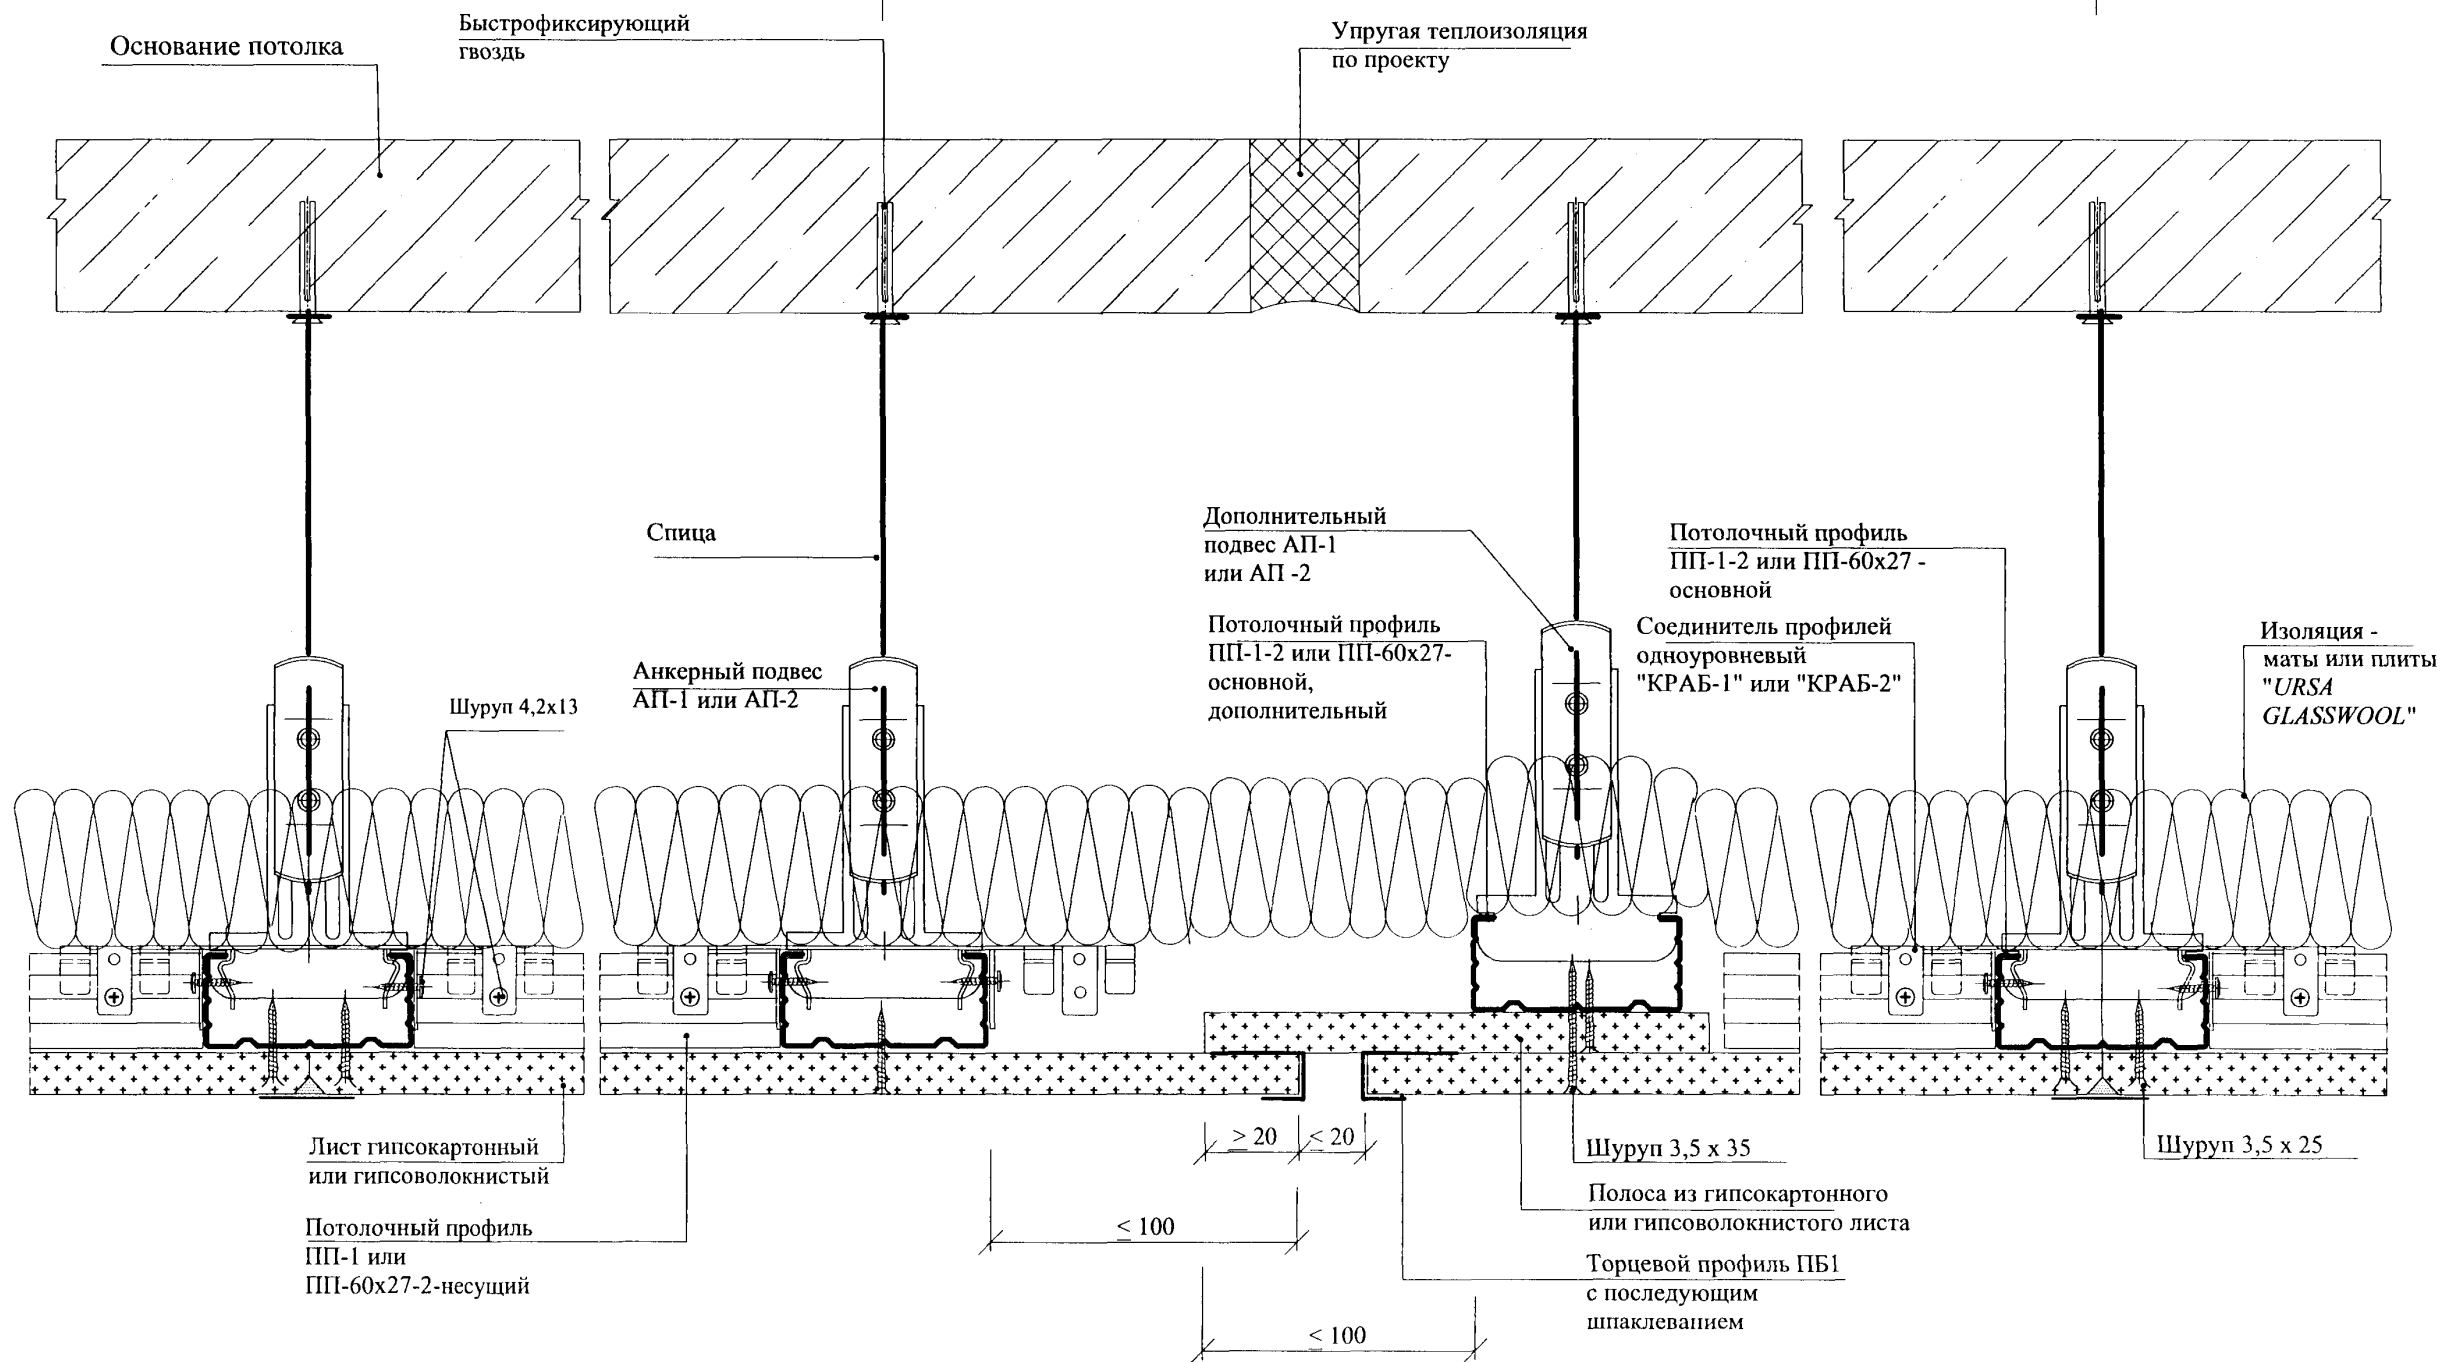 Основание потолка
Быстрофиксирующий
гвоздь
Упругая теплоизоляция
по проекту
Спица
Дополнительный
подвес АП-1
или АП -2
Потолочный профиль
ПП-1-2 или ПП-60х27 -
основной
Потолочный профиль
ПП-1-2 или ПП-60х27-
основной,
дополнительный
Соединитель профилей
одноуровневый
"КРАБ-1" или "КРАБ-2"
Изоляция -
маты или плиты
"URSA
GLASSWOOL"
Анкерный подвес
АП-1 или АП-2
Шуруп 4,2х13
Лист гипсокартонный
или гипсоволокнистый
≥ 20
≤ 20
Шуруп 3,5 х 35
Шуруп 3,5 х 25
Потолочный профиль
ПП-1 или
ПП-60х27-2-несущий
≤ 100
Полоса из гипсокартонного
или гипсоволокнистого листа
Торцевой профиль ПБ1
с последующим
шпаклеванием
≤ 100